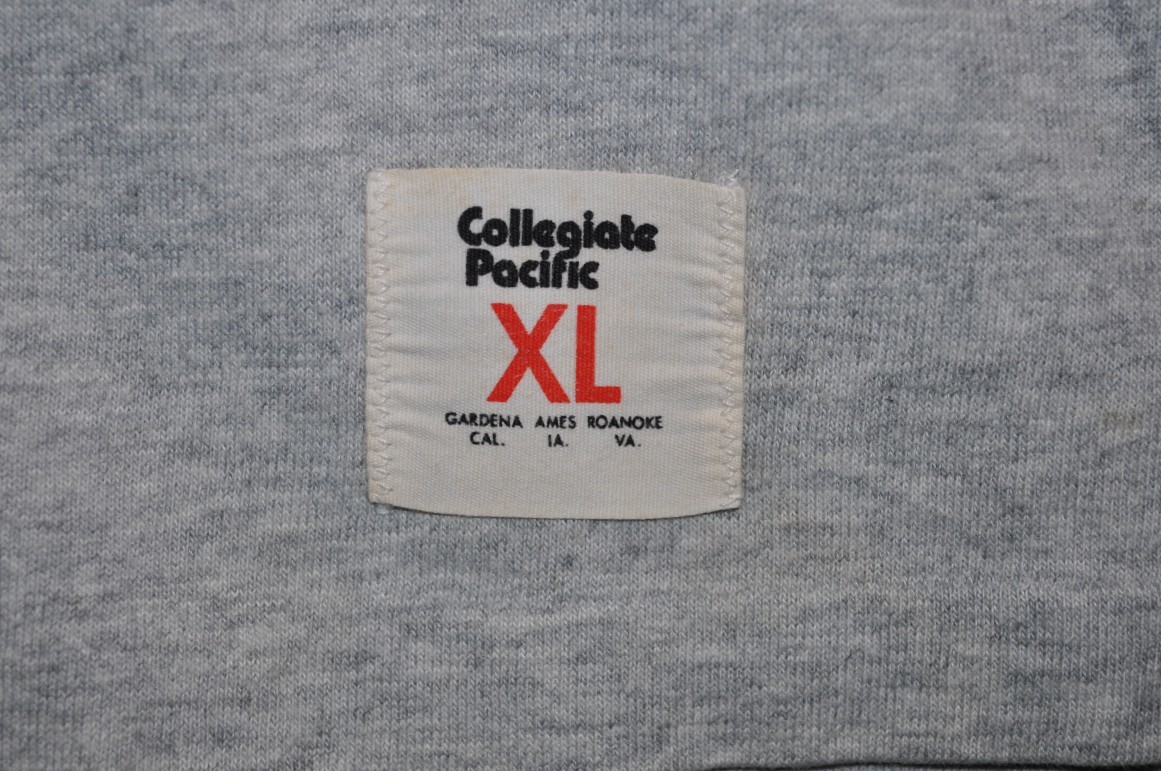 Collegiate
Pacific
XL
GARDENA AMES ROANOKE
CAL. IA. VA.